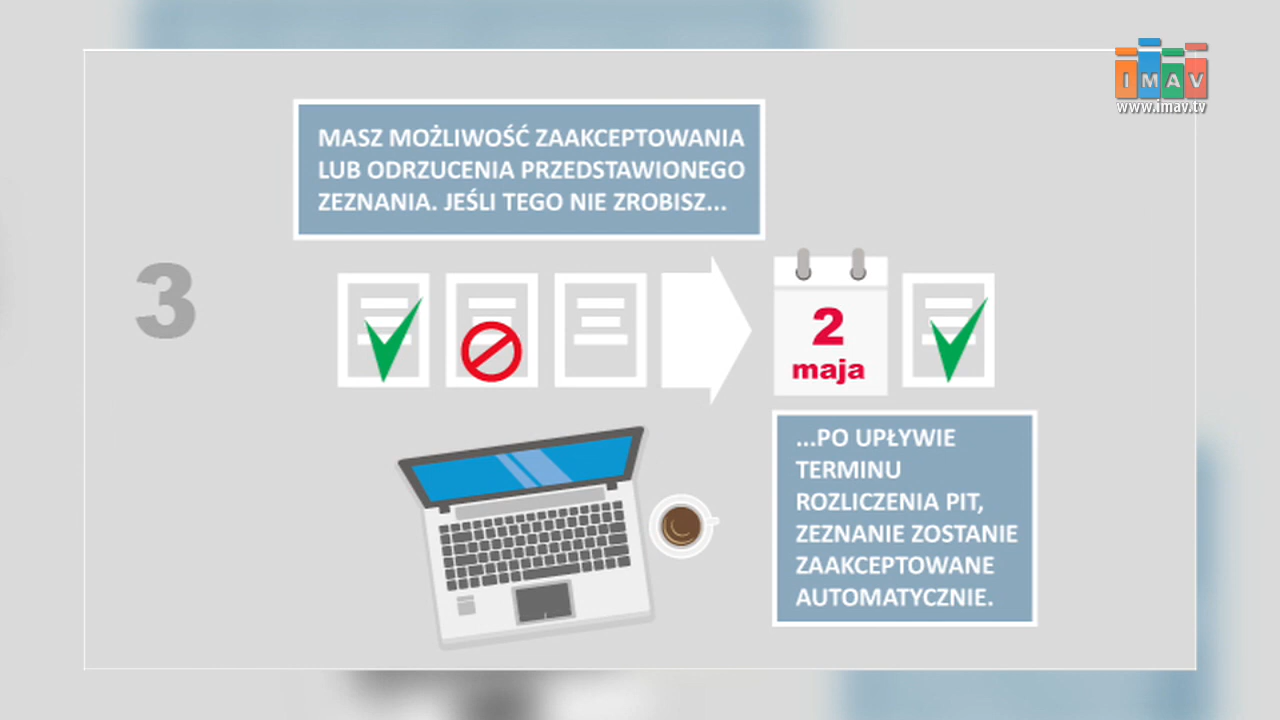 IMAV
www.imav.tv
MASZ MOŻLIWOŚĆ ZAAKCEPTOWANIA
LUB ODRZUCENIA PRZEDSTAWIONEGO
ZEZNANIA. JEŚLI TEGO NIE ZROBISZ...
3
2
maja
...PO UPŁYWIE
TERMINU
ROZLICZENIA PIT,
ZEZNANIE ZOSTANIE
ZAAKCEPTOWANE
AUTOMATYCZNIE.